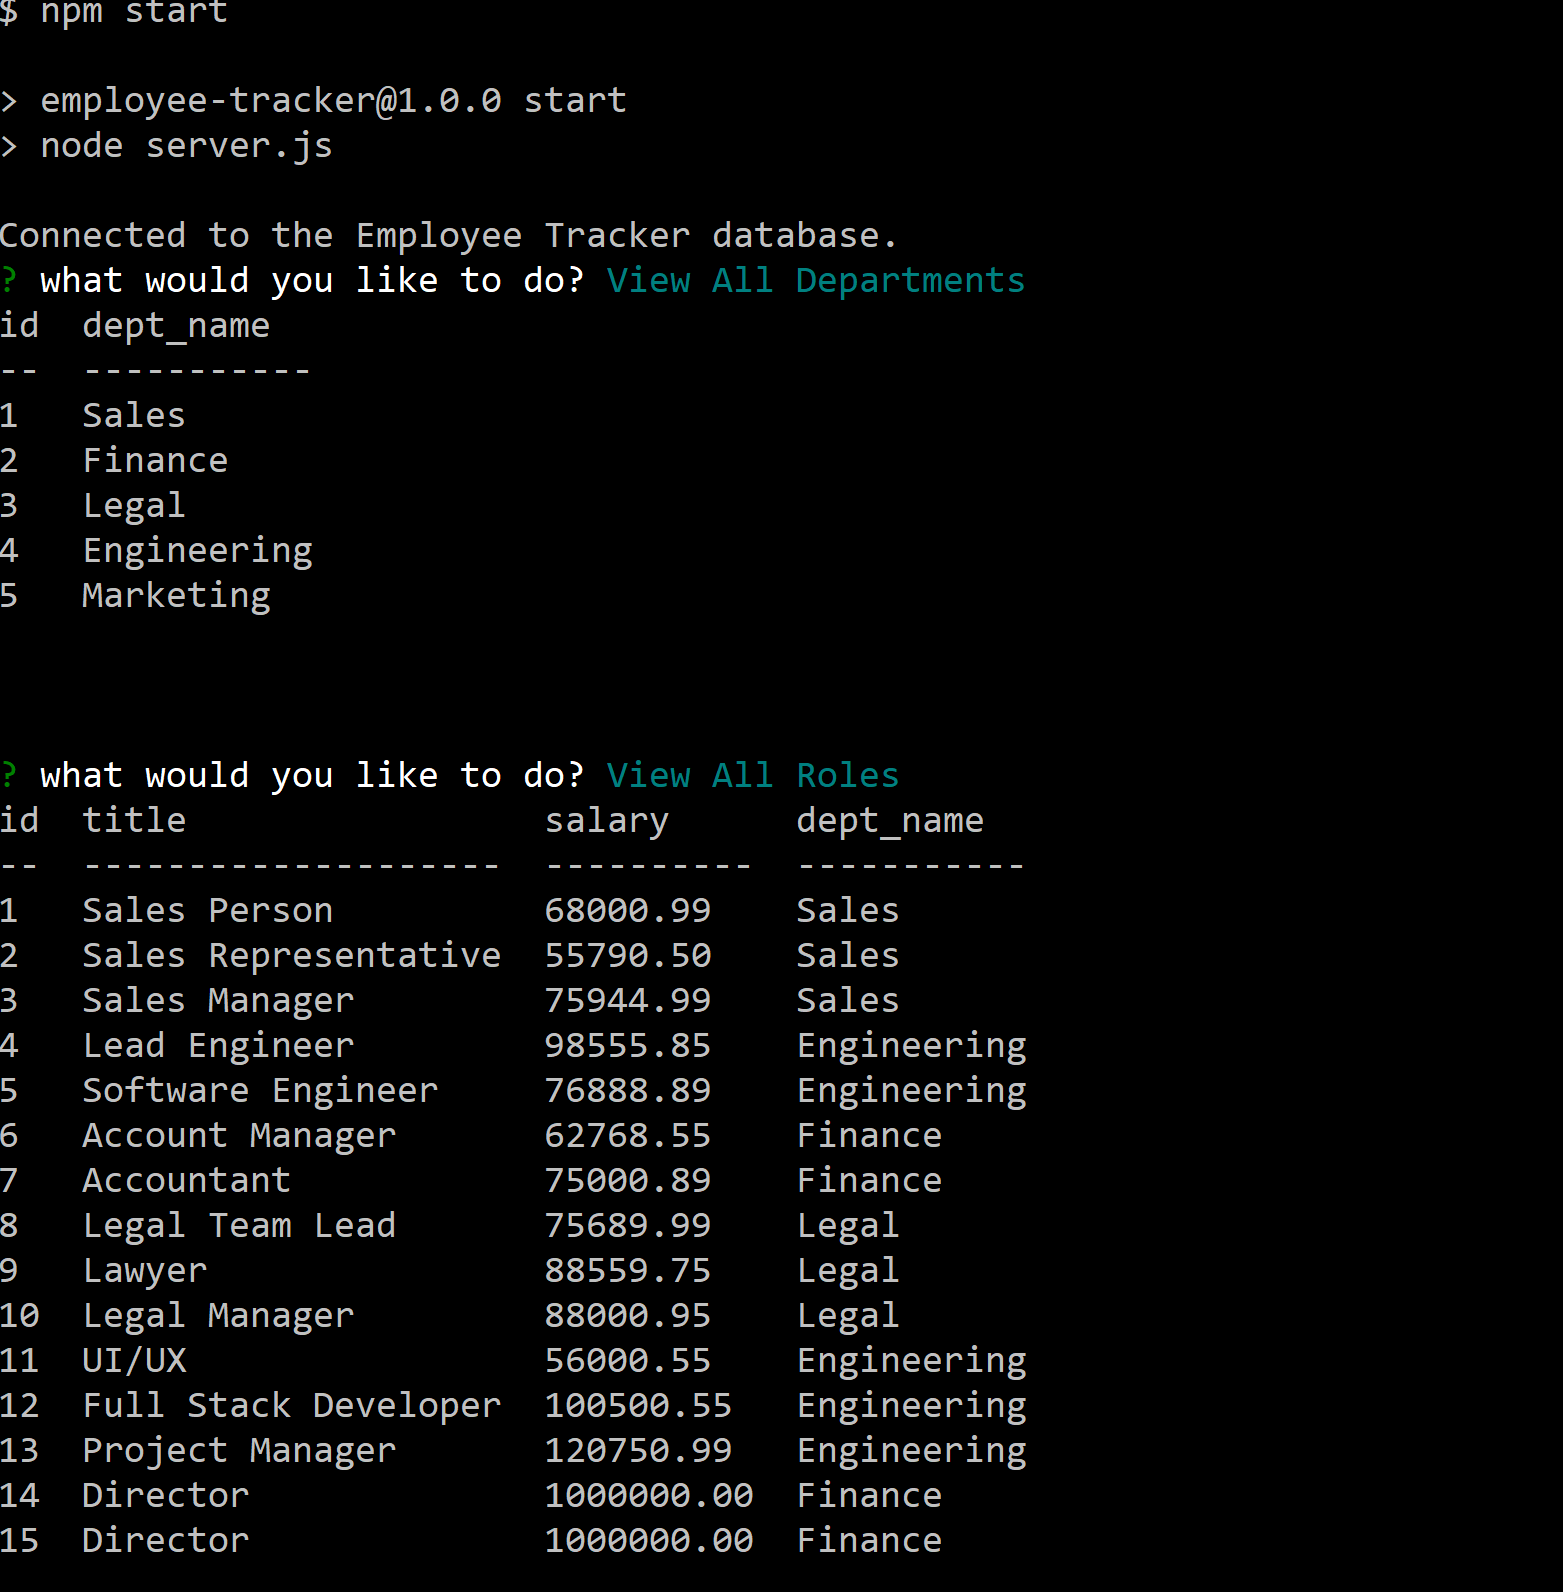 $ npm start
> employee-tracker@1.0.0 start
> node server.js
Connected to the Employee Tracker database.
? what would you like to do? View All Departments
id  dept_name
--  -----------
1   Sales
2   Finance
3   Legal
4   Engineering
5   Marketing
? what would you like to do? View All Roles
id  title                 salary      dept_name
--  --------------------  ----------  -----------
1   Sales Person          68000.99    Sales
2   Sales Representative  55790.50    Sales
3   Sales Manager         75944.99    Sales
4   Lead Engineer         98555.85    Engineering
5   Software Engineer     76888.89    Engineering
6   Account Manager       62768.55    Finance
7   Accountant            75000.89    Finance
8   Legal Team Lead       75689.99    Legal
9   Lawyer                88559.75    Legal
10  Legal Manager         88000.95    Legal
11  UI/UX                 56000.55    Engineering
12  Full Stack Developer  100500.55   Engineering
13  Project Manager       120750.99   Engineering
14  Director              1000000.00  Finance
15  Director              1000000.00  Finance